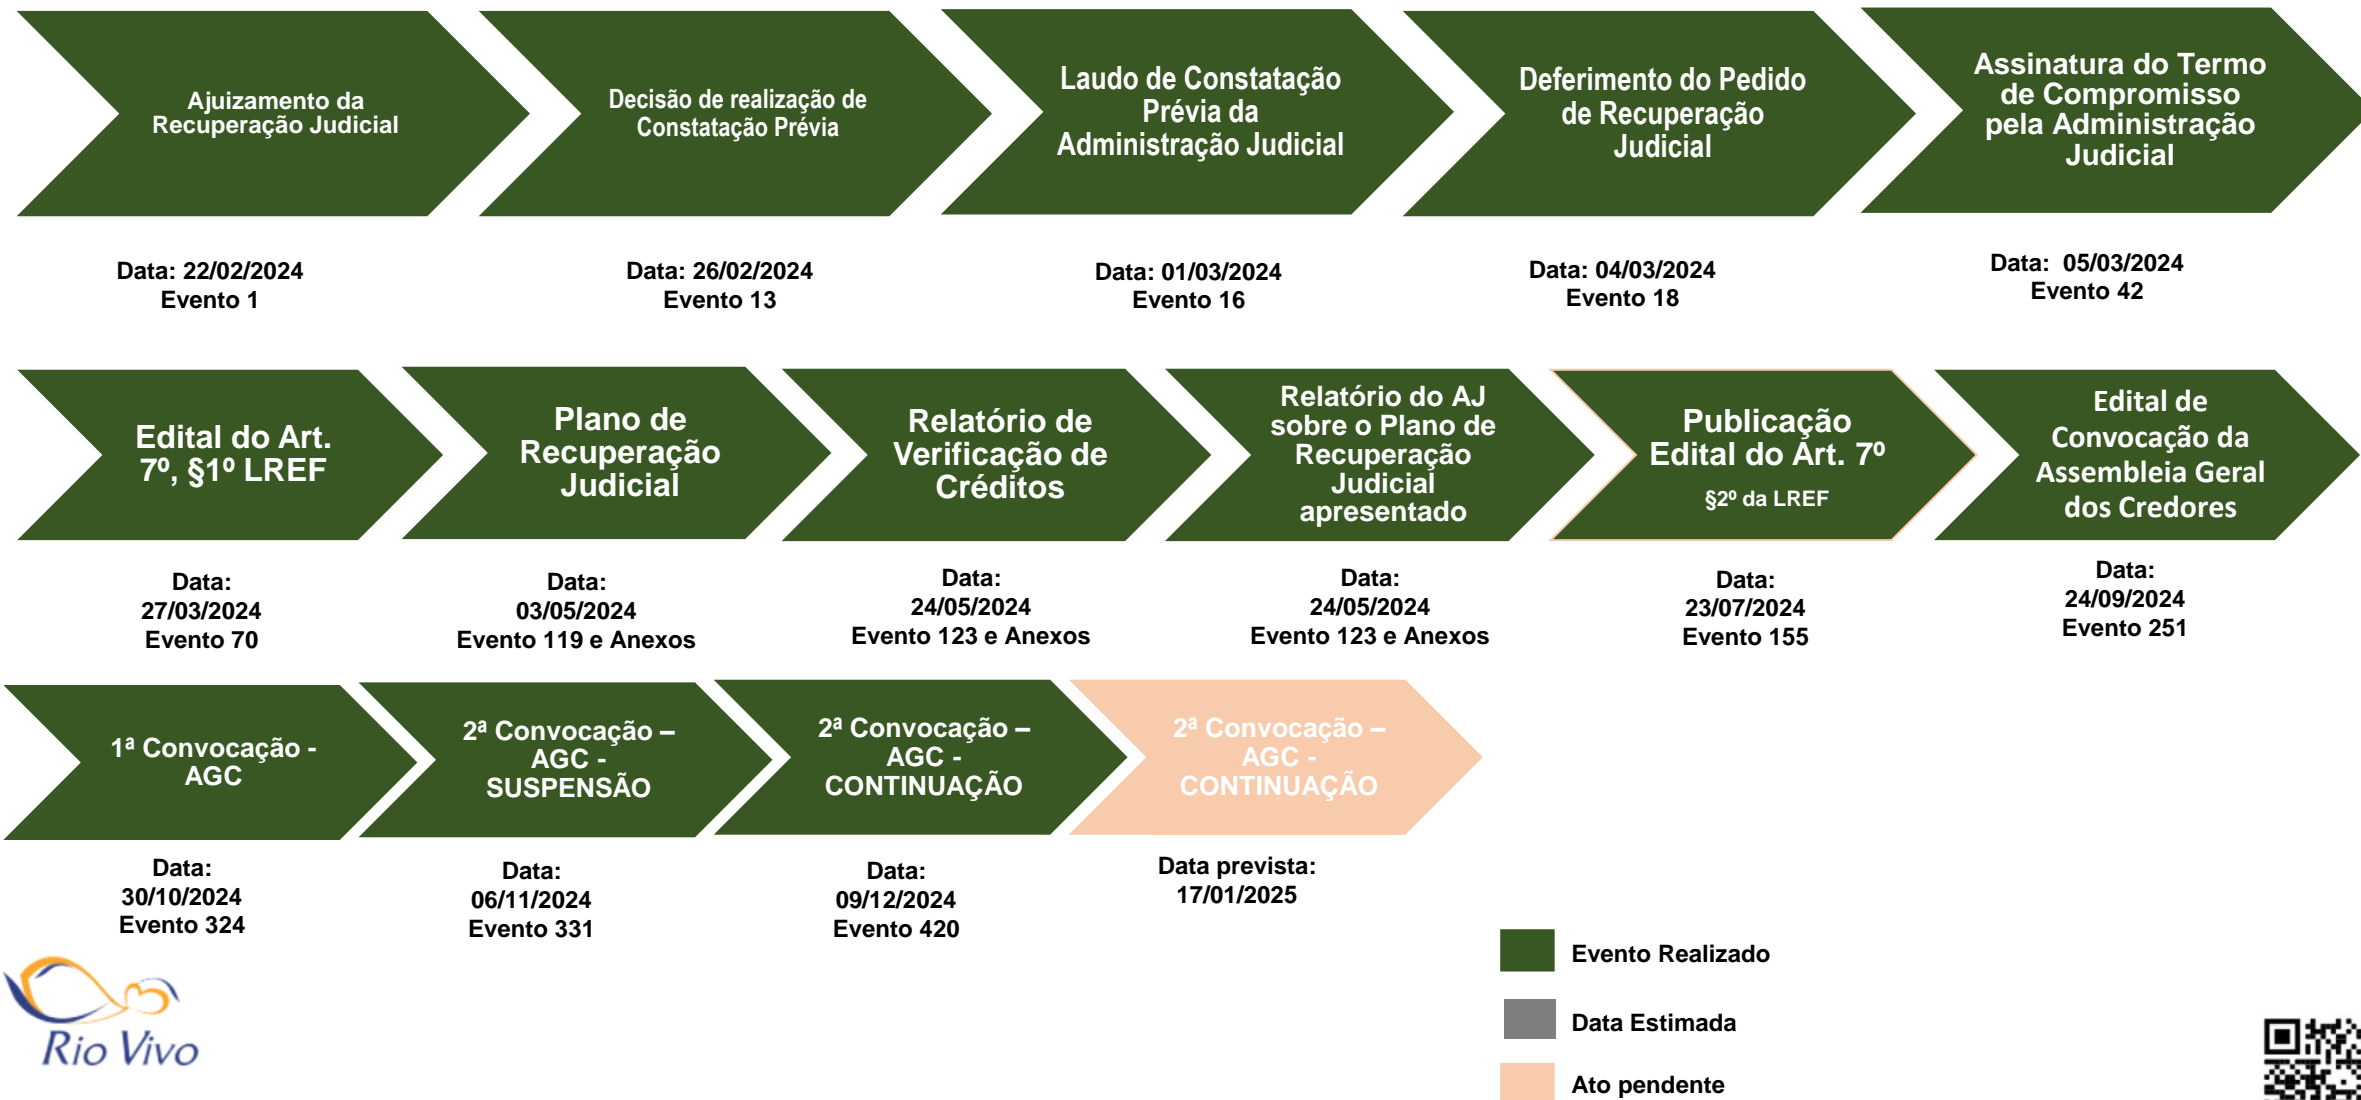 Ajuizamento da
Recuperação Judicial
Decisão de realização de
Constatação Prévia
Laudo de Constatação
Prévia da
Administração Judicial
Deferimento do Pedido
de Recuperação
Judicial
Assinatura do Termo
de Compromisso
pela Administração
Judicial
Data: 22/02/2024
Evento 1
Data: 26/02/2024
Evento 13
Data: 01/03/2024
Evento 16
Data: 04/03/2024
Evento 18
Data: 05/03/2024
Evento 42
Edital do Art.
7º, §1º LREF
Plano de
Recuperação
Judicial
Relatório de
Verificação de
Créditos
Relatório do AJ
sobre o Plano de
Recuperação
Judicial
apresentado
Publicação
Edital do Art. 7º
§2º da LREF
Edital de
Convocação da
Assembleia Geral
dos Credores
Data:
27/03/2024
Evento 70
Data:
03/05/2024
Evento 119 e Anexos
Data:
24/05/2024
Evento 123 e Anexos
Data:
24/05/2024
Evento 123 e Anexos
Data:
23/07/2024
Evento 155
Data:
24/09/2024
Evento 251
1ª Convocação -
AGC
2ª Convocação –
AGC -
SUSPENSÃO
2ª Convocação –
AGC -
CONTINUAÇÃO
2ª Convocação –
AGC -
CONTINUAÇÃO
Data:
30/10/2024
Evento 324
Data:
06/11/2024
Evento 331
Data:
09/12/2024
Evento 420
Data prevista:
17/01/2025
Rio Vivo
Evento Realizado
Data Estimada
Ato pendente